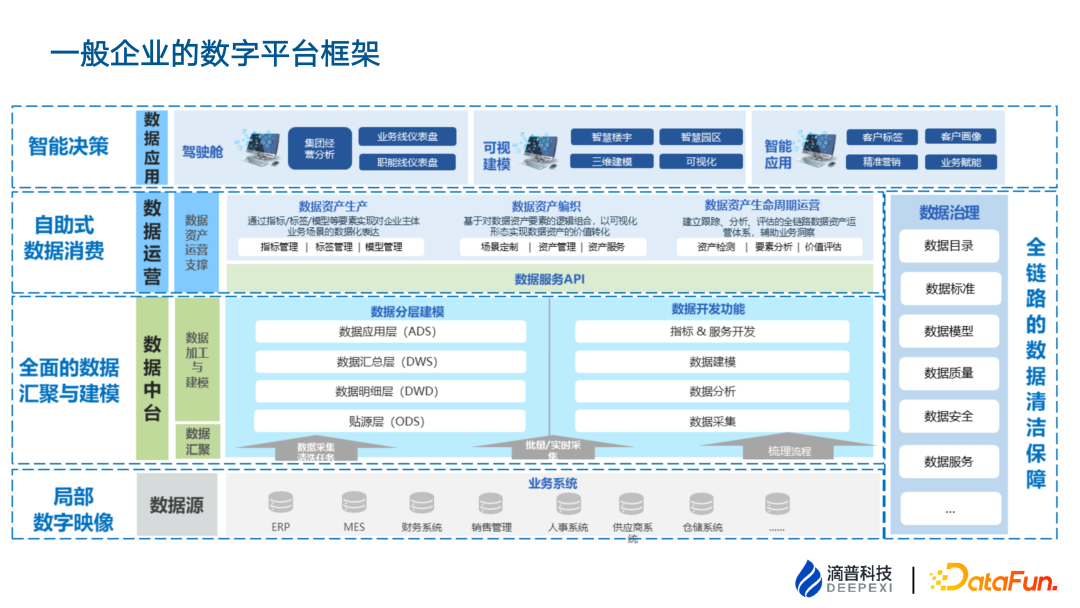 一般企业的数字平台框架
智能决策
数据应用
驾驶舱
集团经
营分析
业务线仪表盘
职能线仪表盘
可视
建模
智慧楼宇
智慧园区
三维建模
可视化
智能
应用
客户标签
客户画像
精准营销
业务赋能
自助式
数据消费
数据运营
数据
资产
运营
支撑
数据资产生产
通过指标/标签/模型等要素实现对企业主体
业务场景的数据化表达
指标管理 | 标签管理 | 模型管理
数据资产编织
基于对数据资产要素的逻辑组合，以可视化
形态实现数据资产的价值转化
场景定制 | 资产管理 | 资产服务
数据资产生命周期运营
建立跟踪、分析、评估的全链路数据资产运
营体系，辅助业务洞察
资产检测 | 要素分析 | 价值评估
数据服务API
全面的数据
汇聚与建模
数据中台
数据
加工
与
建模
数据
汇聚
数据分层建模
数据应用层（ADS）
数据汇总层（DWS）
数据明细层（DWD）
贴源层（ODS）
数据开发功能
指标 & 服务开发
数据建模
数据分析
数据采集
数据采集
清洗任务
批量/实时采
集
梳理流程
局部
数字映像
数据源
业务系统
ERP
MES
财务系统
销售管理
人事系统
供应商系
统
仓储系统
......
数据治理
数据目录
数据标准
数据模型
数据质量
数据安全
数据服务
...
全链路的数据清洁保障
滴普科技
DEEPEXI
DataFun.